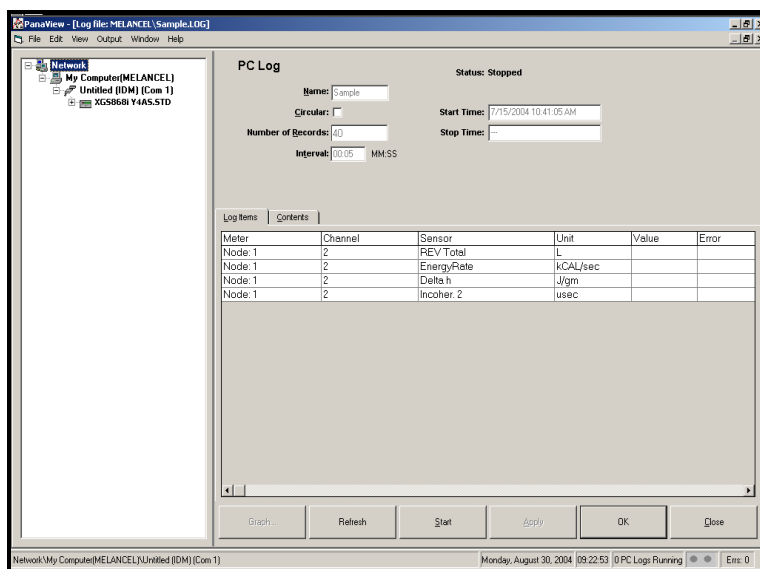 PanaView - [Log file: MELANCEL\Sample.LOG]
File Edit View Output Window Help
Network
My Computer(MELANCEL)
Untitled (IDM) (Com 1)
XGS868i Y4AS.STD
PC Log
Status: Stopped
Name: Sample
Circular:
Start Time: 7/15/2004 10:41:05 AM
Number of Records: 40
Stop Time: ---
Interval: 00:05 MM:SS
Log Items Contents
Meter Channel Sensor Unit Value Error
Node: 1 2 REV Total L
Node: 1 2 EnergyRate kCAL/sec
Node: 1 2 Delta h J/gm
Node: 1 2 Incoher. 2 usec
Graph... Refresh Start Apply OK Close
Network\My Computer(MELANCEL)\Untitled (IDM) (Com 1) Monday, August 30, 2004 09:22:53 0 PC Logs Running Errs: 0